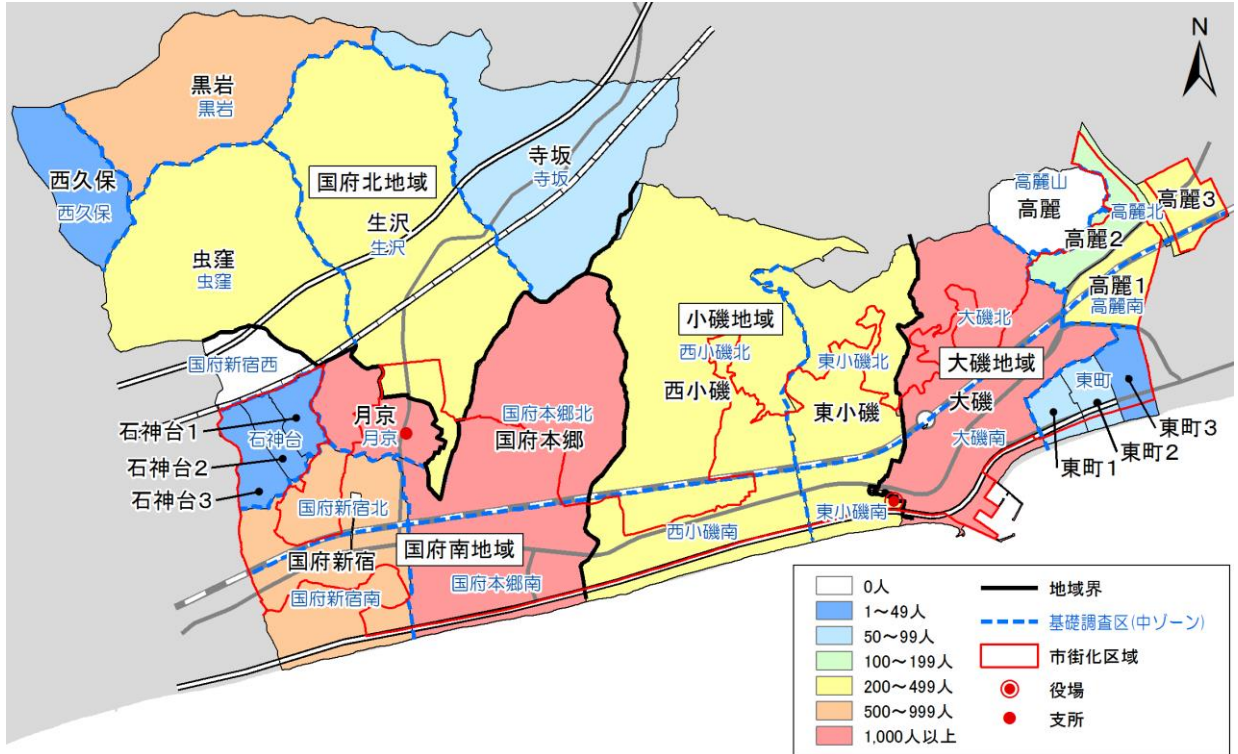 N
黒岩
黒岩
西久保
西久保
国府北地域
寺坂
寺坂
生沢
生沢
虫窪
虫窪
高麗山
高麗
高麗北
高麗3
高麗2
高麗1
高麗南
小磯地域
西小磯北
東小磯北
大磯北
大磯地域
国府新宿西
西小磯
東小磯
大磯
東町
月京
月京
国府本郷北
国府本郷
大磯南
石神台1
石神台
石神台2
石神台3
東町3
東町2
東町1
国府新宿北
国府新宿
国府南地域
西小磯南
東小磯南
国府新宿南
国府本郷南
0人
1~49人
50~99人
100~199人
200~499人
500~999人
1,000人以上
地域界
基礎調査区(中ゾーン)
市街化区域
役場
支所